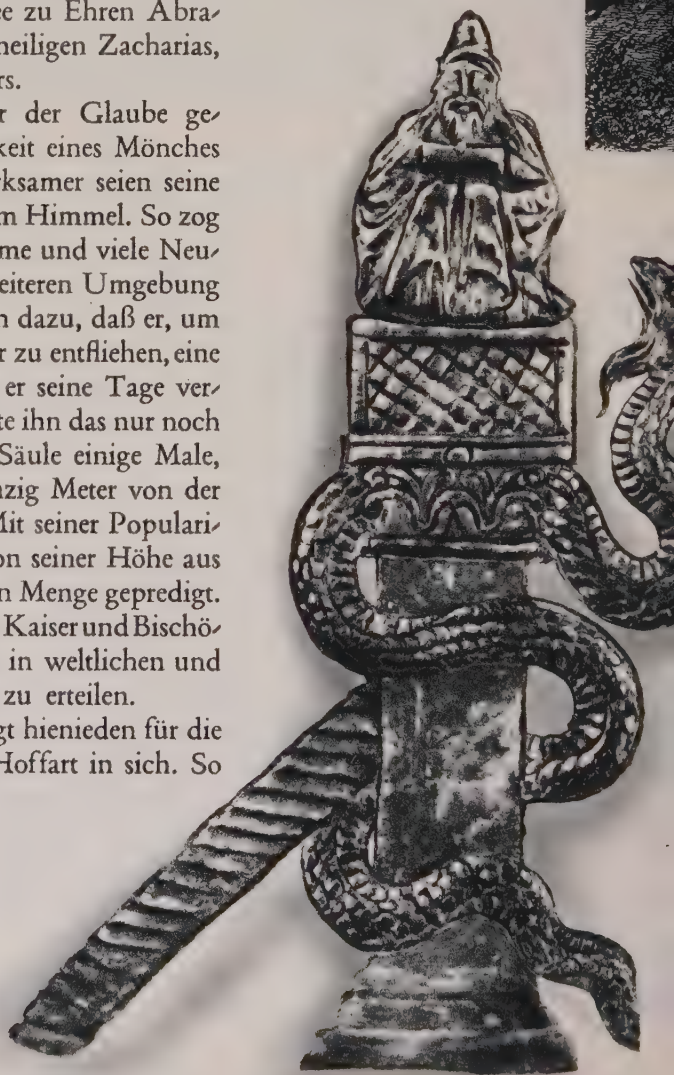 e zu Ehren Abra-
heiligen Zacharias,
rs.
r der Glaube ge-
keit eines Mönches
rksamer seien seine
m Himmel. So zog
me und viele Neu-
eiteren Umgebung
n dazu, daß er, um
r zu entfliehen, eine
er seine Tage ver-
te ihn das nur noch
Säule einige Male,
nzig Meter von der
Mit seiner Populari-
on seiner Höhe aus
n Menge gepredigt.
Kaiser und Bischö-
in weltlichen und
zu erteilen.
gt hienieden für die
Hoffart in sich. So